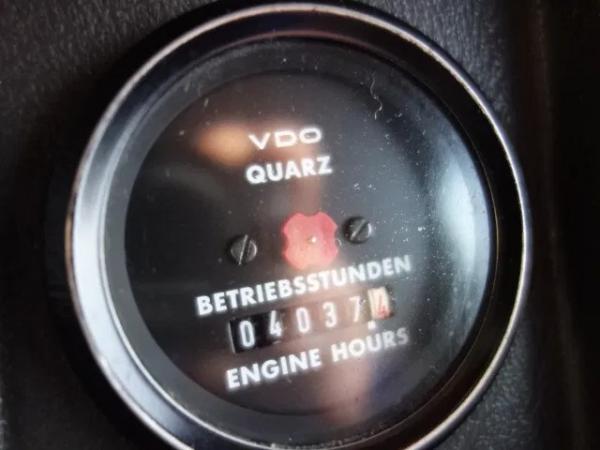 VDO
QUARZ
BETRIEBSSTUNDEN
040374
ENGINE HOURS